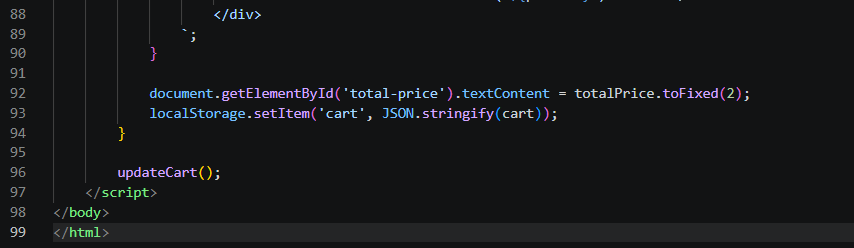 88 </div>
89 `;
90 }
91
92 document.getElementById('total-price').textContent = totalPrice.toFixed(2);
93 localStorage.setItem('cart', JSON.stringify(cart));
94 }
95
96 updateCart();
97 </script>
98 </body>
99 </html>